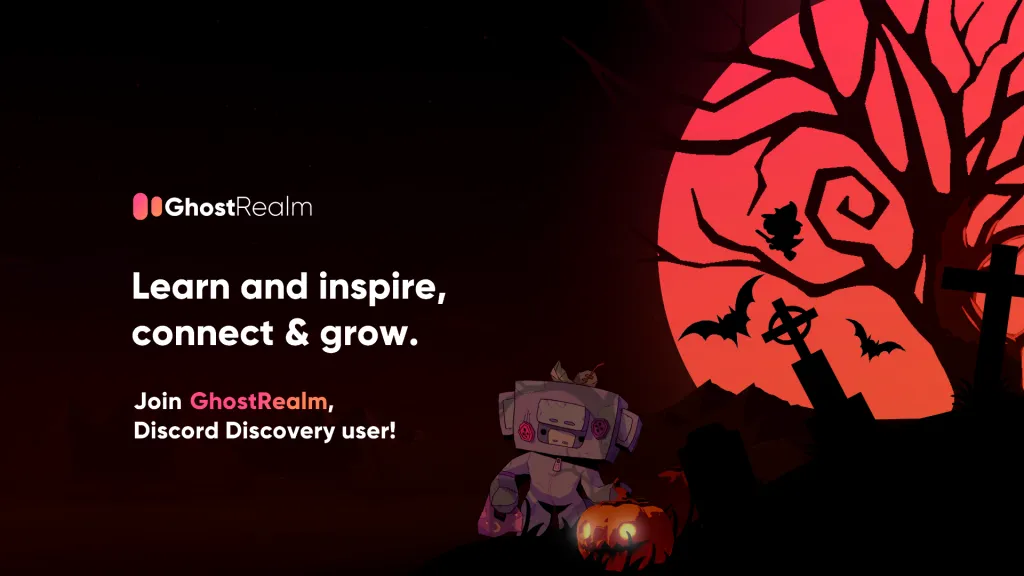 GhostRealm
Learn and inspire,
connect & grow.
Join GhostRealm,
Discord Discovery user!